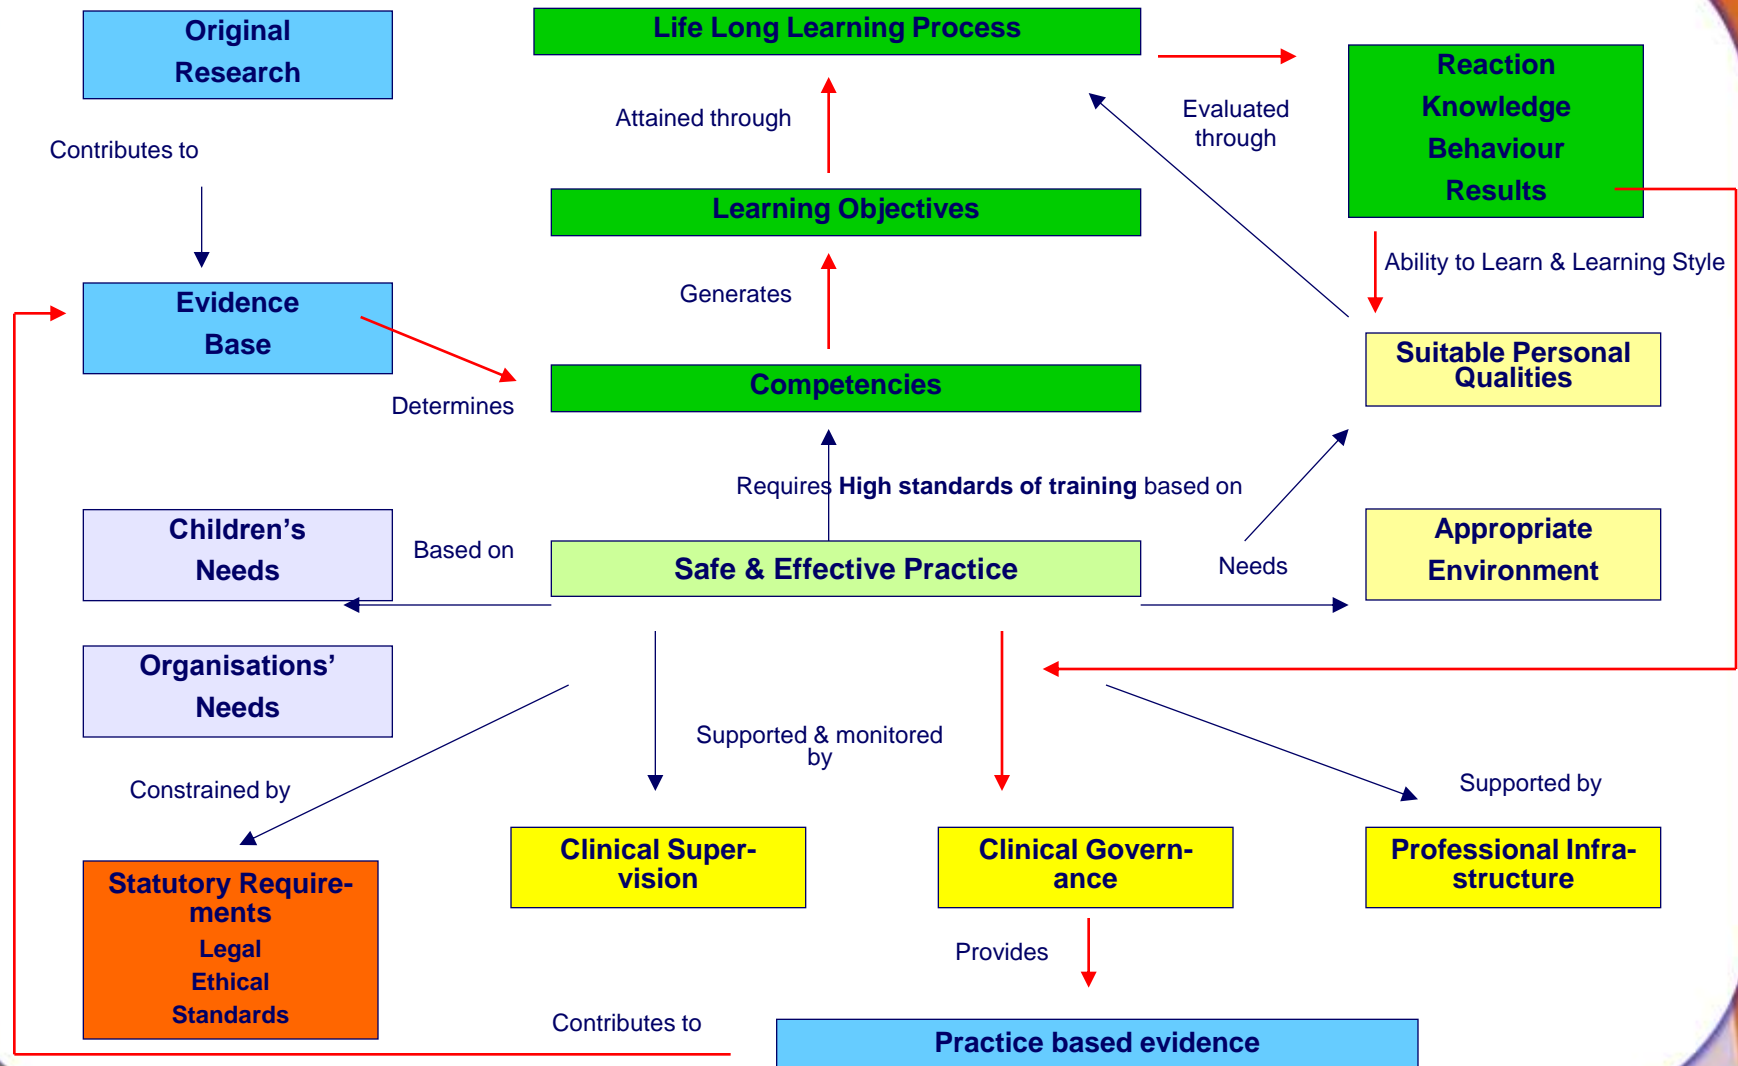 Original
Research
Life Long Learning Process
Reaction
Knowledge
Behaviour
Results
Attained through
Evaluated
through
Contributes to
Learning Objectives
Ability to Learn & Learning Style
Evidence
Base
Generates
Suitable Personal
Qualities
Competencies
Determines
Requires High standards of training based on
Children’s
Needs
Based on
Safe & Effective Practice
Needs
Appropriate
Environment
Organisations’
Needs
Supported & monitored
by
Constrained by
Supported by
Statutory Require-
ments
Legal
Ethical
Standards
Clinical Super-
vision
Clinical Govern-
ance
Professional Infra-
structure
Provides
Contributes to
Practice based evidence